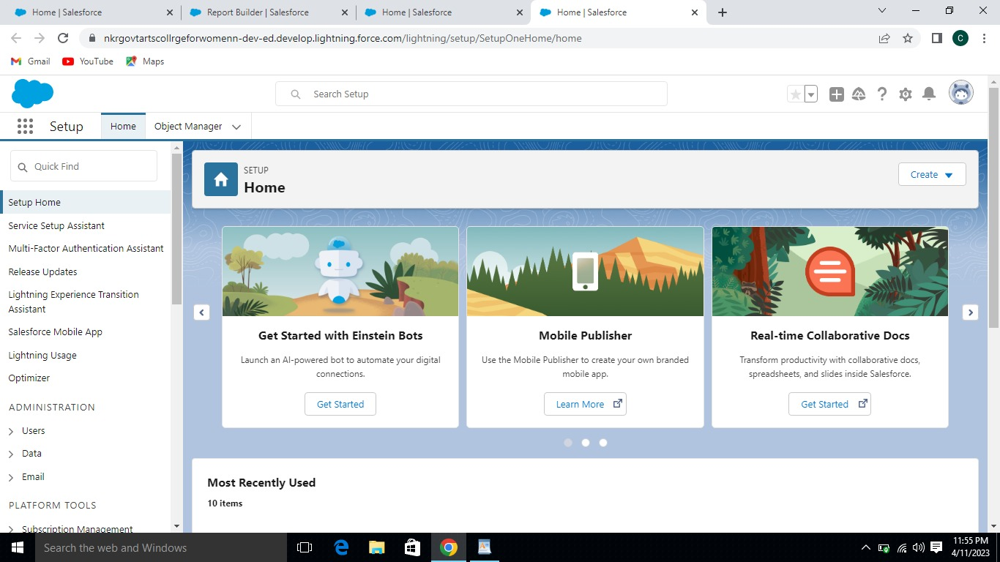 Home | Salesforce
Report Builder | Salesforce
Home | Salesforce
Home | Salesforce
nkrgovtartscollrgeforwomenn-dev-ed.develop.lightning.force.com/lightning/setup/SetupOneHome/home
C
Gmail
YouTube
Maps
Search Setup
Setup
Home
Object Manager
Quick Find
Setup Home
Service Setup Assistant
Multi-Factor Authentication Assistant
Release Updates
Lightning Experience Transition
Assistant
Salesforce Mobile App
Lightning Usage
Optimizer
ADMINISTRATION
Users
Data
Email
PLATFORM TOOLS
Subscription Management
SETUP
Home
Create
Get Started with Einstein Bots
Launch an AI-powered bot to automate your digital
connections.
Get Started
Mobile Publisher
Use the Mobile Publisher to create your own branded
mobile app.
Learn More
Real-time Collaborative Docs
Transform productivity with collaborative docs,
spreadsheets, and slides inside Salesforce.
Get Started
Most Recently Used
10 items
Search the web and Windows
11:55 PM
4/11/2023